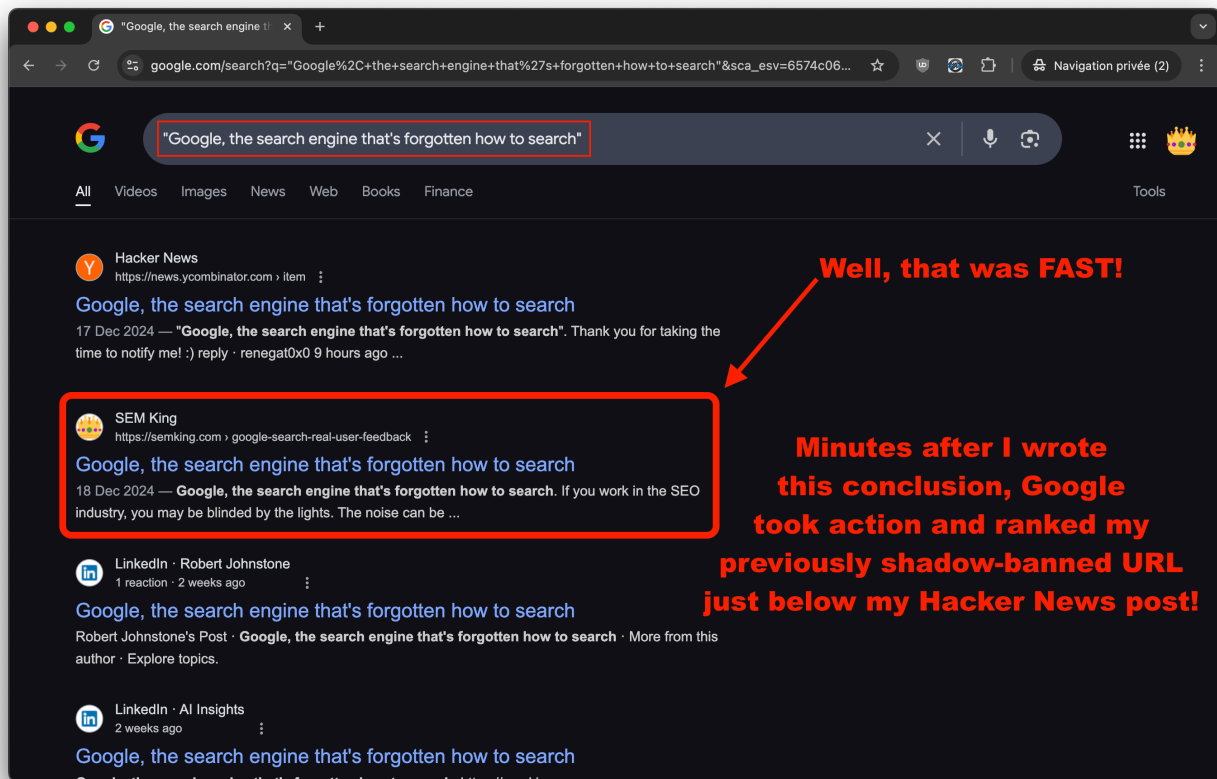 "Google, the search engine th
google.com/search?q="Google%2C+the+search+engine+that%27s+forgotten+how+to+search"&sca_esv=6574c06...
Navigation privée (2)
"Google, the search engine that's forgotten how to search"
All Videos Images News Web Books Finance Tools
Hacker News
https://news.ycombinator.com › item
Google, the search engine that's forgotten how to search
17 Dec 2024 — "Google, the search engine that's forgotten how to search". Thank you for taking the
time to notify me! :) reply · renegat0x0 9 hours ago ...
Well, that was FAST!
SEM King
https://semking.com › google-search-real-user-feedback
Google, the search engine that's forgotten how to search
18 Dec 2024 — Google, the search engine that's forgotten how to search. If you work in the SEO
industry, you may be blinded by the lights. The noise can be ...
Minutes after I wrote
this conclusion, Google
took action and ranked my
previously shadow-banned URL
just below my Hacker News post!
LinkedIn · Robert Johnstone
1 reaction · 2 weeks ago
Google, the search engine that's forgotten how to search
Robert Johnstone's Post · Google, the search engine that's forgotten how to search · More from this
author · Explore topics.
LinkedIn · AI Insights
2 weeks ago
Google, the search engine that's forgotten how to search